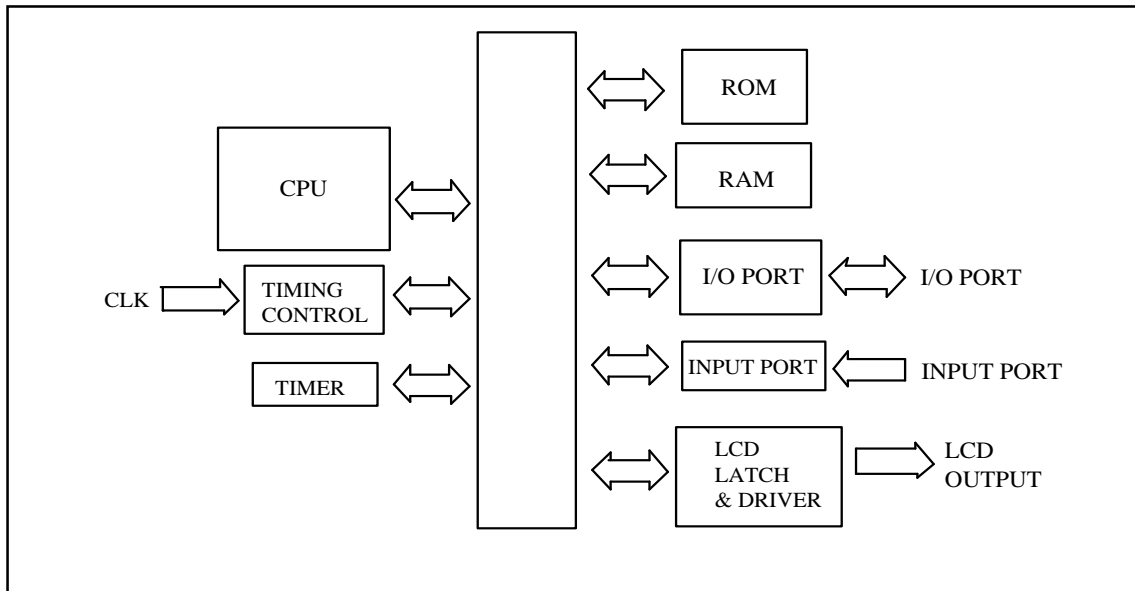 ROM
CPU
RAM
CLK
TIMING
CONTROL
I/O PORT
I/O PORT
TIMER
INPUT PORT
INPUT PORT
LCD
LATCH
& DRIVER
LCD
OUTPUT